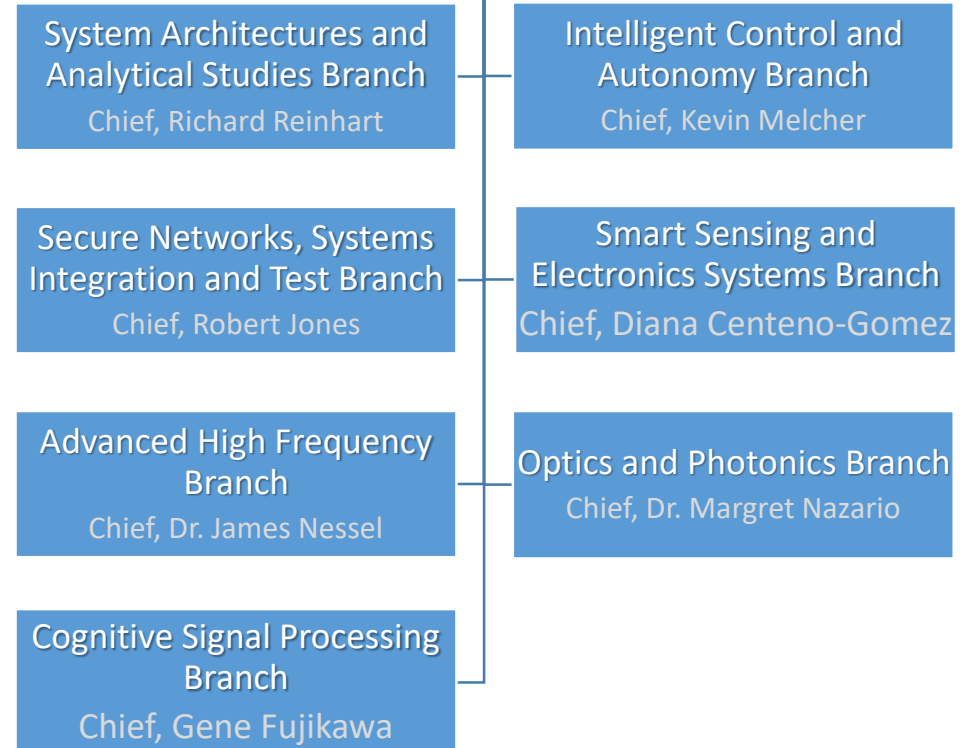 System Architectures and
Analytical Studies Branch
Chief, Richard Reinhart
Intelligent Control and
Autonomy Branch
Chief, Kevin Melcher
Secure Networks, Systems
Integration and Test Branch
Chief, Robert Jones
Smart Sensing and
Electronics Systems Branch
Chief, Diana Centeno-Gomez
Advanced High Frequency
Branch
Chief, Dr. James Nessel
Optics and Photonics Branch
Chief, Dr. Margret Nazario
Cognitive Signal Processing
Branch
Chief, Gene Fujikawa